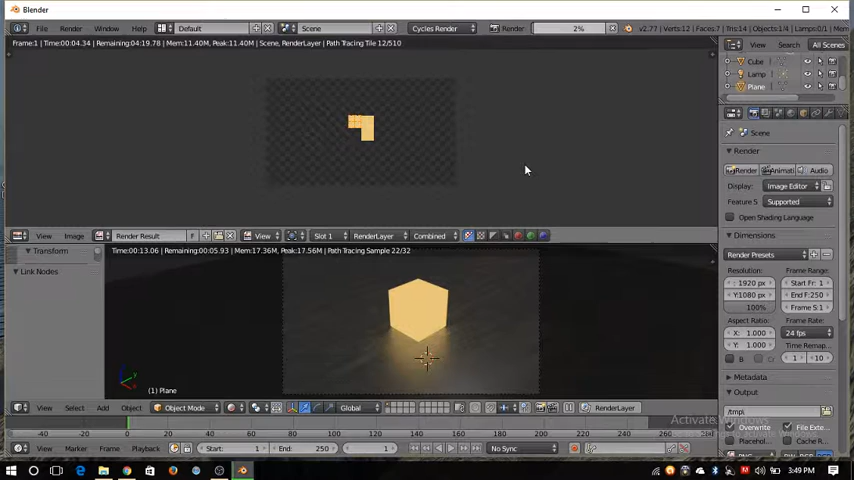 Blender
File Render Window Help Default Scene Cycles Render Render 2% v2.77 | Verts:12 | Faces:7 | Tris:14 | Objects:1/4 | Lamps:0/1
Frame:1 | Time:00:04.34 | Remaining:04:19.78 | Mem:11.40M, Peak:11.40M | Scene, RenderLayer | Path Tracing Tile 12/510
View Search All Scenes
Cube
Lamp
Plane
Scene
Render
Render Animati Audio
Display: Image Editor
Feature S Supported
Open Shading Language
Dimensions
Render Presets
Resolution: Frame Range:
: 1920 px Start Fr: 1
Y:1080 px End F:250
100% Frame S:1
Aspect Ratio: Frame Rate:
X: 1.000 24 fps
Y: 1.000 Time Remap...
B 1 10
Metadata
Output
/tmp\
Overwrite File Exte..
Placehol.. Cache R..
View Image Render Result F View Slot 1 RenderLayer Combined
Transform
Link Nodes
Time:00:13.06 | Remaining:00:05.93 | Mem:17.36M, Peak:17.56M | Path Tracing Sample 22/32
(1) Plane
View Select Add Object Object Mode Global RenderLayer
Activate Windows
-40 -20 0 20 40 60 80 100 120 140 160 180 200 220 240 260
View Marker Frame Playback Start: 1 End: 250 1 No Sync
3:49 PM